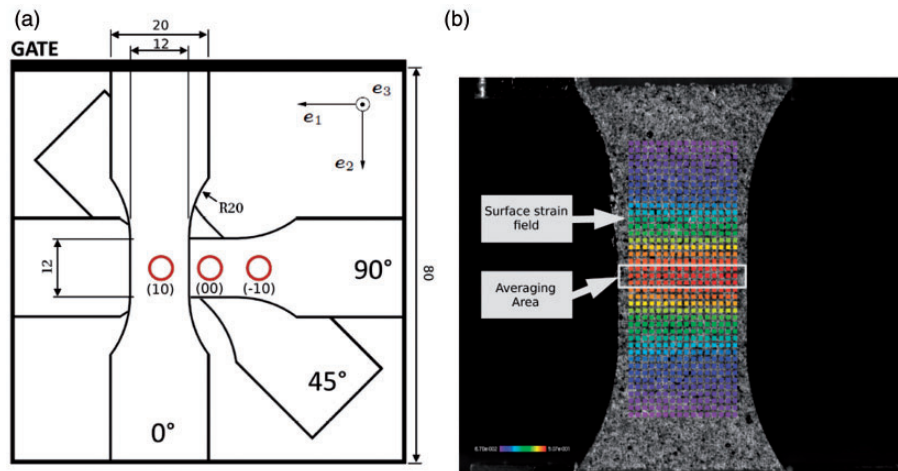 (a)
20
12
GATE
e₃
e₁
e₂
R20
12
80
90°
(10) (00) (-10)
45°
0°
(b)
Surface strain
field
Averaging
Area